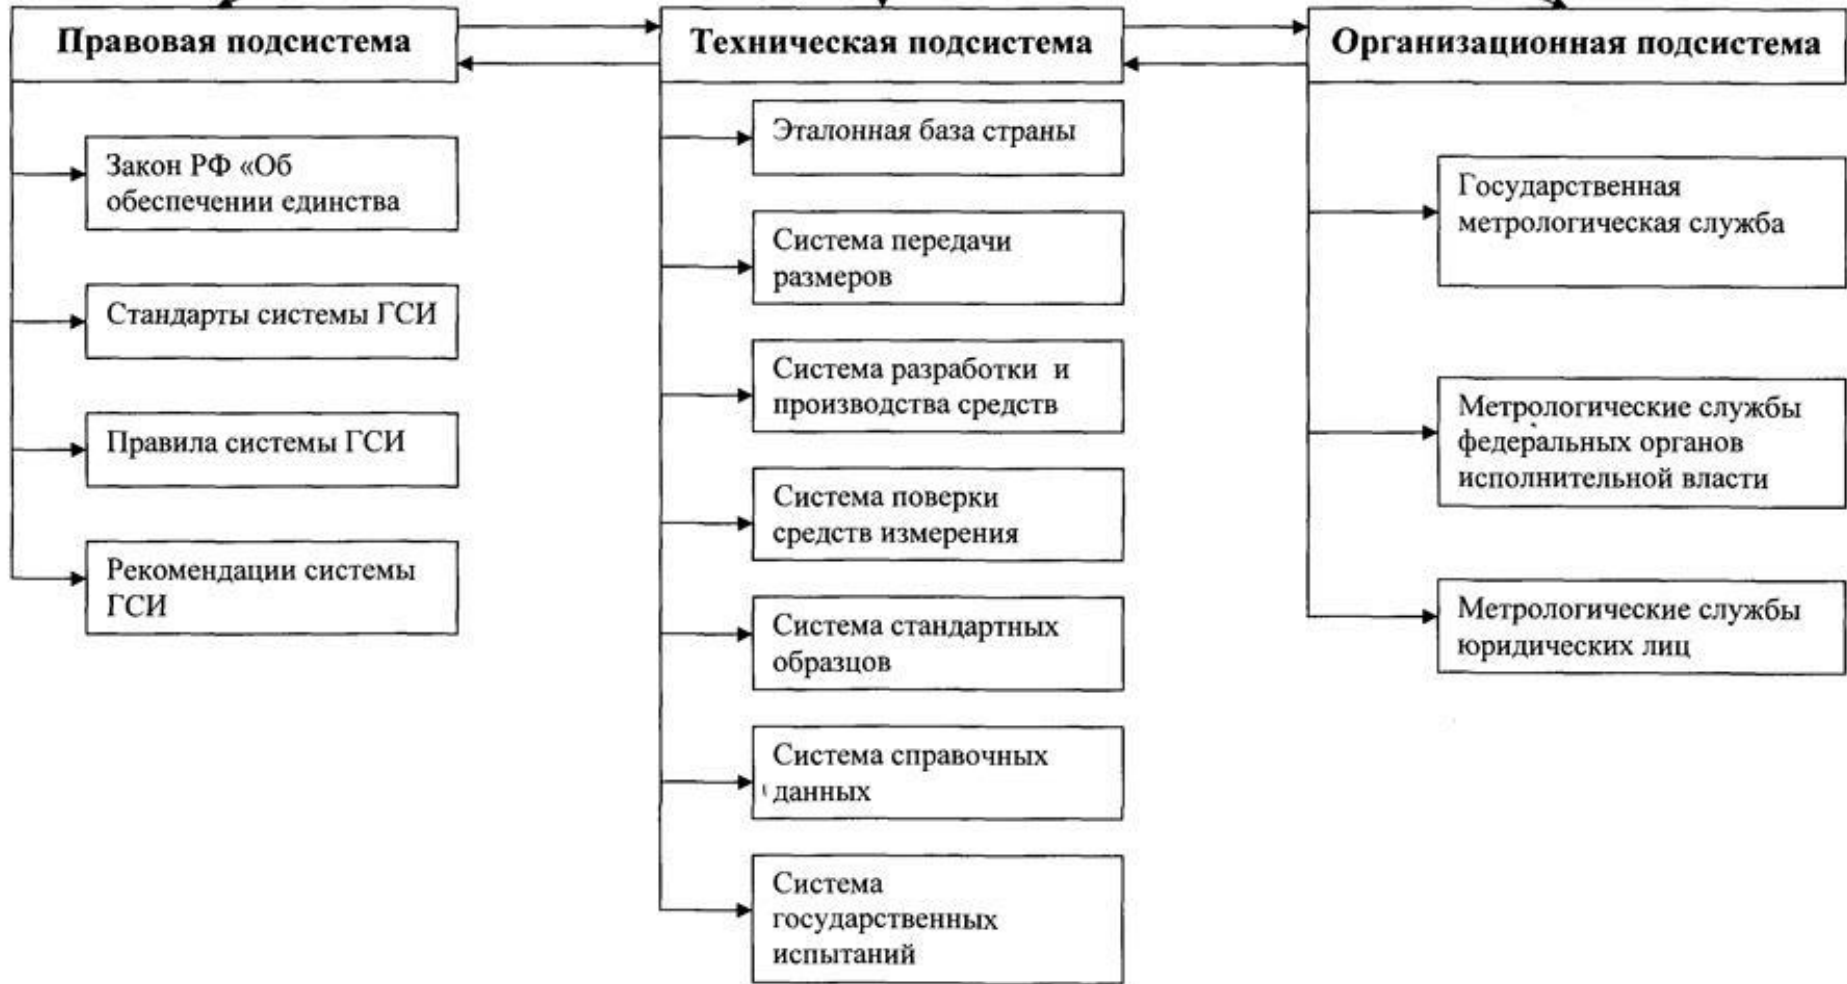 Правовая подсистема
Закон РФ «Об
обеспечении единства
Стандарты системы ГСИ
Правила системы ГСИ
Рекомендации системы
ГСИ
Техническая подсистема
Эталонная база страны
Система передачи
размеров
Система разработки и
производства средств
Система поверки
средств измерения
Система стандартных
образцов
Система справочных
данных
Система
государственных
испытаний
Организационная подсистема
Государственная
метрологическая служба
Метрологические службы
федеральных органов
исполнительной власти
Метрологические службы
юридических лиц